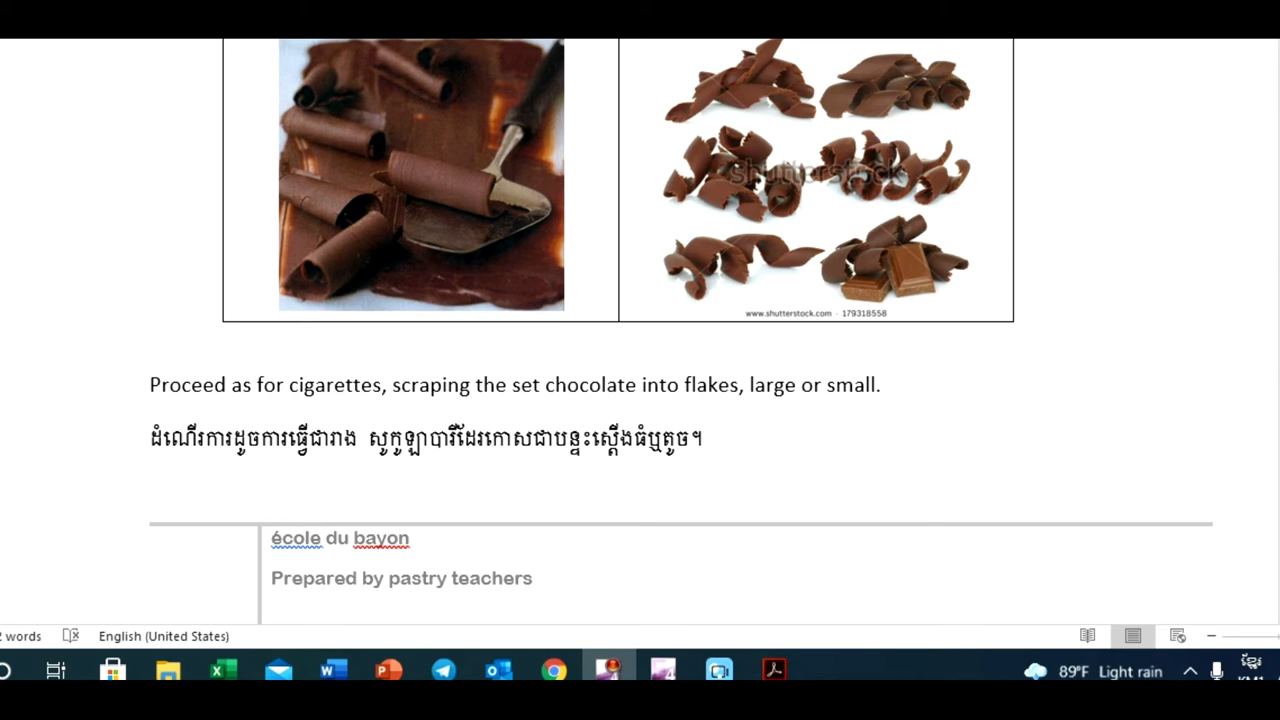 shutterstock
www.shutterstock.com · 179318558
Proceed as for cigarettes, scraping the set chocolate into flakes, large or small.
ដំណើរការដូចការធ្វើជារាង សូកូឡាបារីដែរកោសជាបន្ទះស្ដើងធំឬតូច។
école du bayon
Prepared by pastry teachers
words English (United States)
89°F Light rain